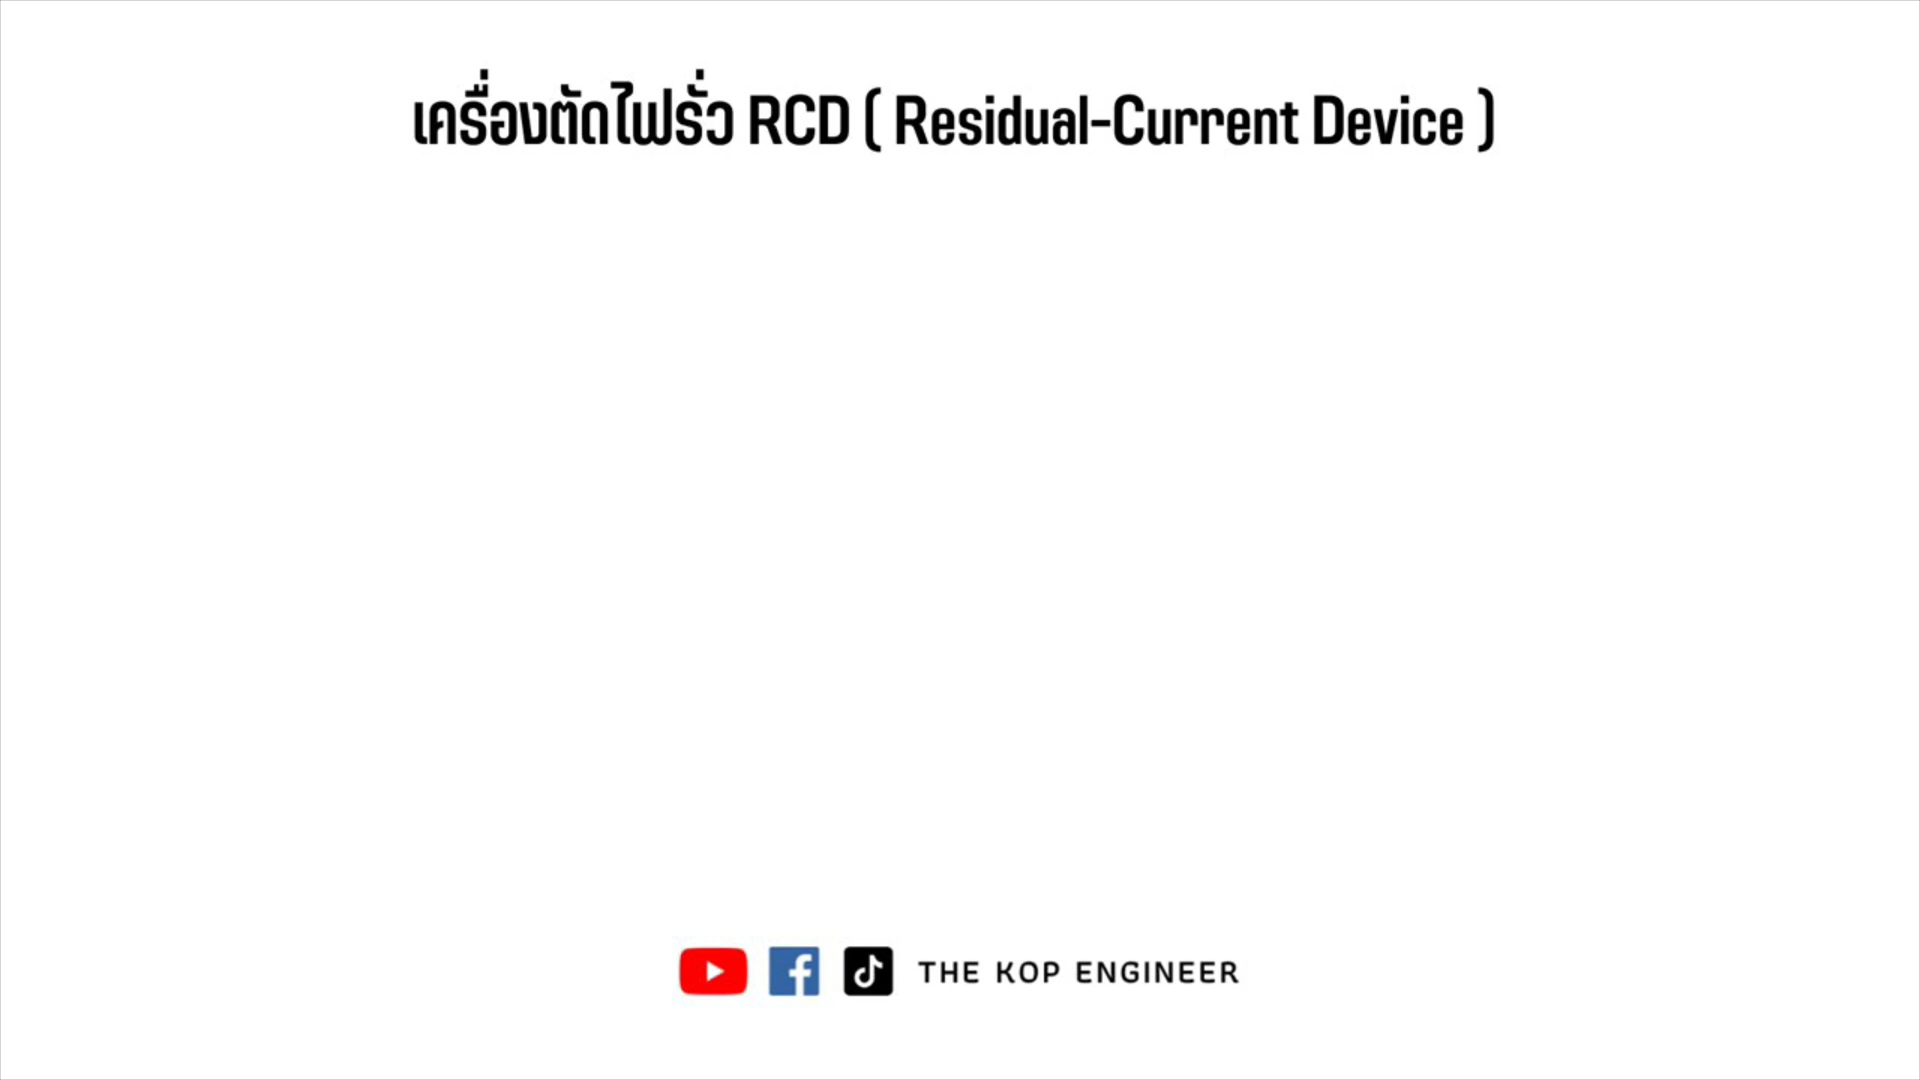 เครื่องตัดไฟรั่ว RCD ( Residual-Current Device )
THE KOP ENGINEER